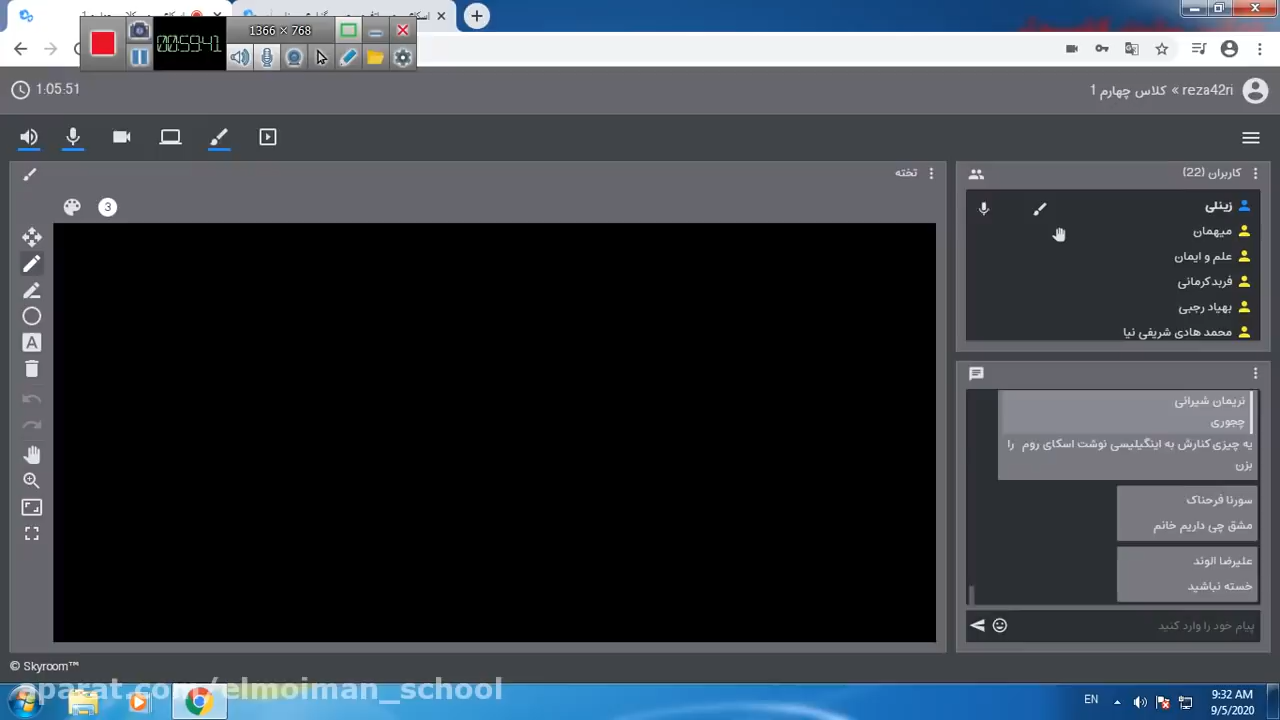 00:59:41
1366 × 768
1:05:51
reza42ri » کلاس چهارم 1
تخته
3
کاربران (22)
زینلی
میهمان
علم و ایمان
فربد کرمانی
بهیاد رجبی
محمد هادی شریفی نیا
نریمان شیرانی
چجوری
یه چیزی کنارش به اینگیلیسی نوشت اسکای روم را
بزن
سورنا فرحناک
مشق چی داریم خانم
علیرضا الوند
خسته نباشید
پیام خود را وارد کنید
© Skyroom™
aparat.com/elmoiman_school
EN
9:32 AM
9/5/2020